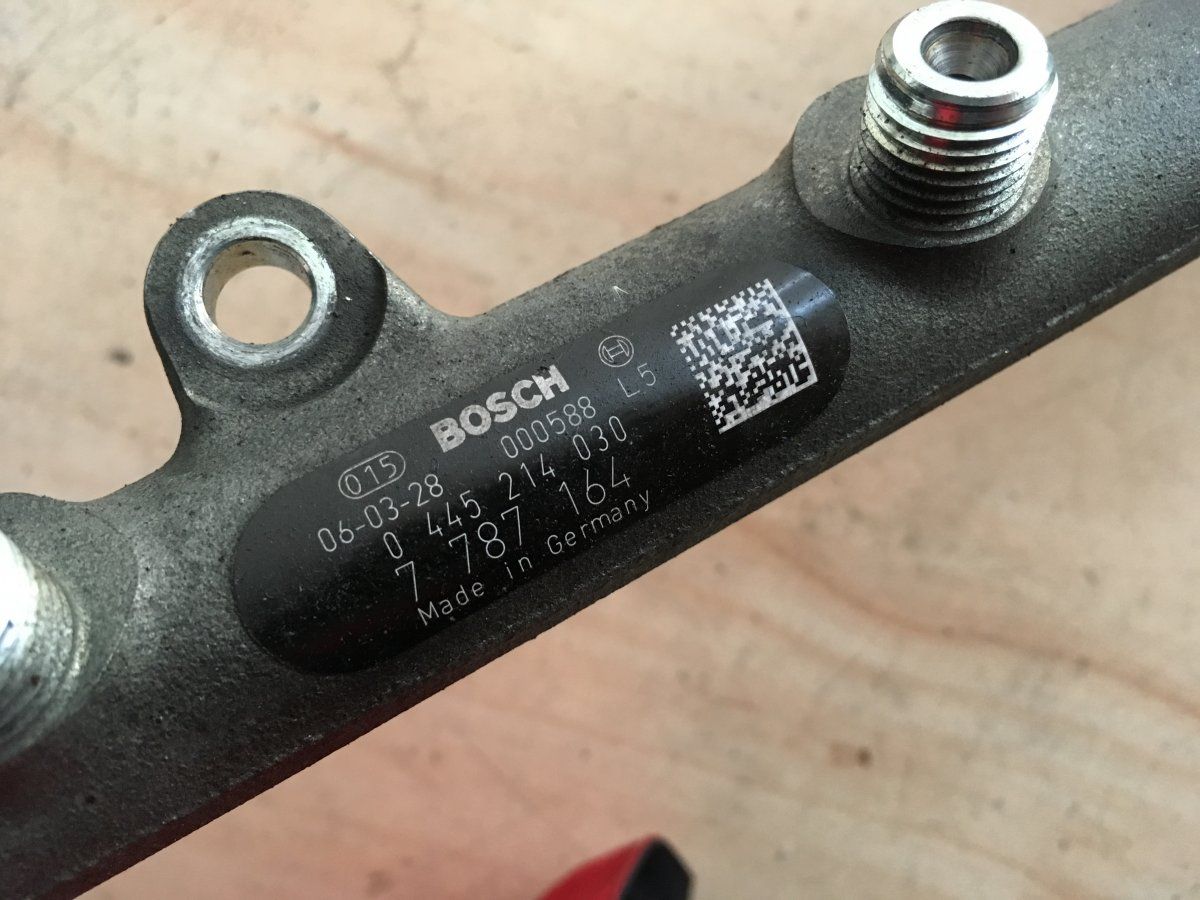 BOSCH
015
06-03-28 000588 L5
0 445 214 030
7 787 164
Made in Germany